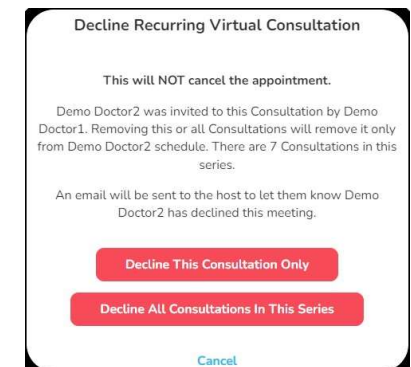 Decline Recurring Virtual Consultation
This will NOT cancel the appointment.
Demo Doctor2 was invited to this Consultation by Demo
Doctor1. Removing this or all Consultations will remove it only
from Demo Doctor2 schedule. There are 7 Consultations in this
series.
An email will be sent to the host to let them know Demo
Doctor2 has declined this meeting.
Decline This Consultation Only
Decline All Consultations In This Series
Cancel